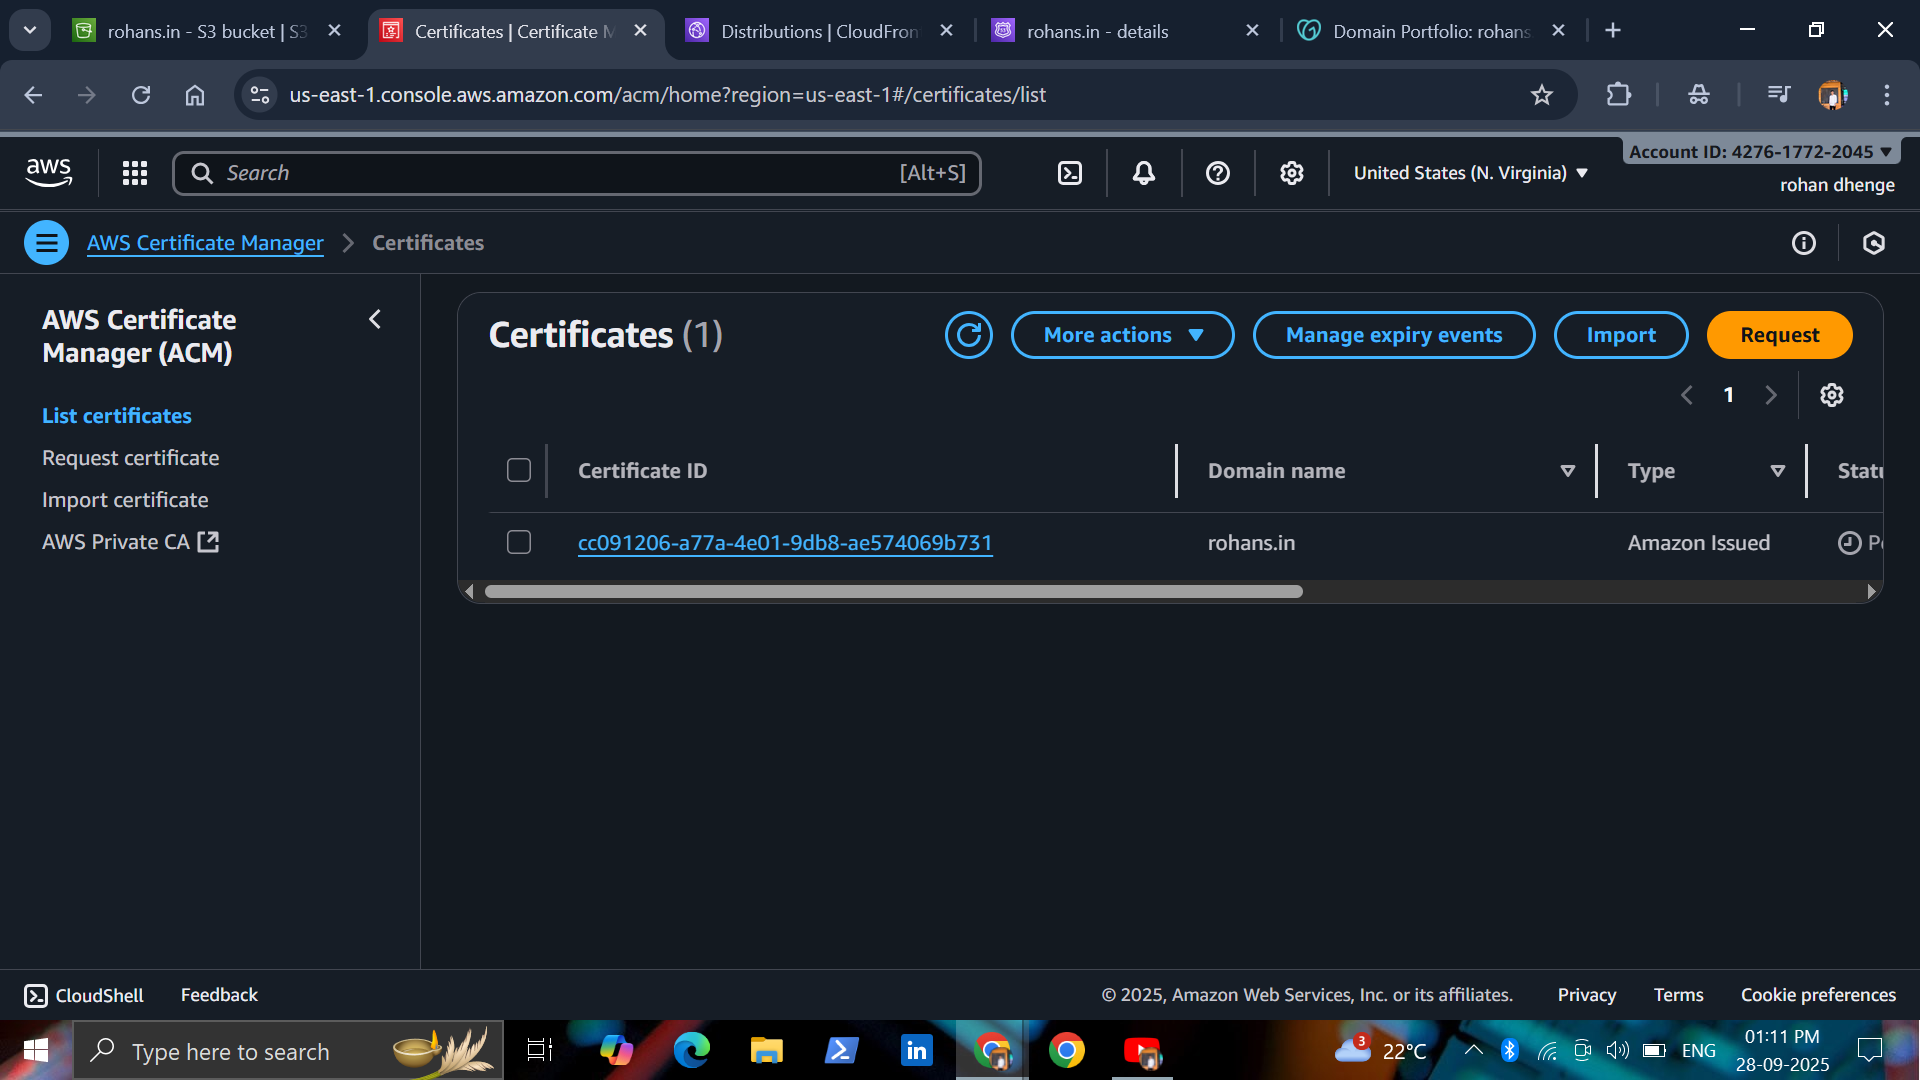 rohans.in - S3 bucket | S3
Certificates | Certificate M
Distributions | CloudFron
rohans.in - details
Domain Portfolio: rohans.
us-east-1.console.aws.amazon.com/acm/home?region=us-east-1#/certificates/list
aws
Search
[Alt+S]
United States (N. Virginia)
Account ID: 4276-1772-2045
rohan dhenge
AWS Certificate Manager
Certificates
AWS Certificate
Manager (ACM)
List certificates
Request certificate
Import certificate
AWS Private CA
Certificates (1)
More actions
Manage expiry events
Import
Request
1
Certificate ID
Domain name
Type
Statu
cc091206-a77a-4e01-9db8-ae574069b731
rohans.in
Amazon Issued
Pe
CloudShell
Feedback
© 2025, Amazon Web Services, Inc. or its affiliates.
Privacy
Terms
Cookie preferences
Type here to search
in
3
22°C
ENG
01:11 PM
28-09-2025